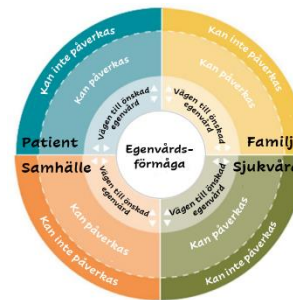 Kan inte påverkas
Kan påverkas
Vägen till önskad
egenvård
Patient
Kan inte påverkas
Kan påverkas
Vägen till önskad
egenvård
Familj
Egenvårds-
förmåga
Samhälle
Vägen till önskad
egenvård
Kan påverkas
Kan inte påverkas
Sjukvård
Vägen till önskad
egenvård
Kan påverkas
Kan inte påverkas